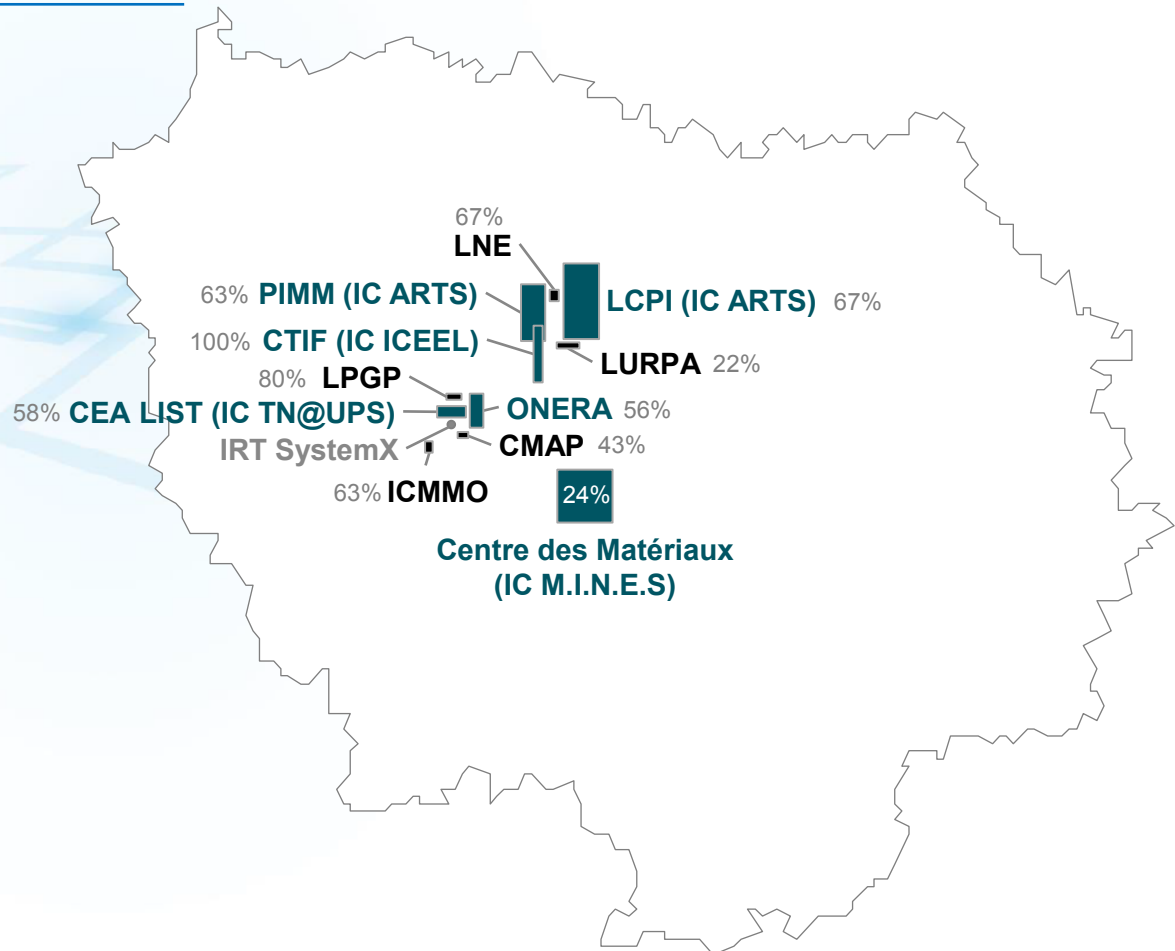 67%
LNE
63% PIMM (IC ARTS)
LCPI (IC ARTS) 67%
100% CTIF (IC ICEEL)
LURPA 22%
80% LPGP
58% CEA LIST (IC TN@UPS)
ONERA 56%
IRT SystemX
CMAP 43%
63% ICMMO
24%
Centre des Matériaux
(IC M.I.N.E.S)